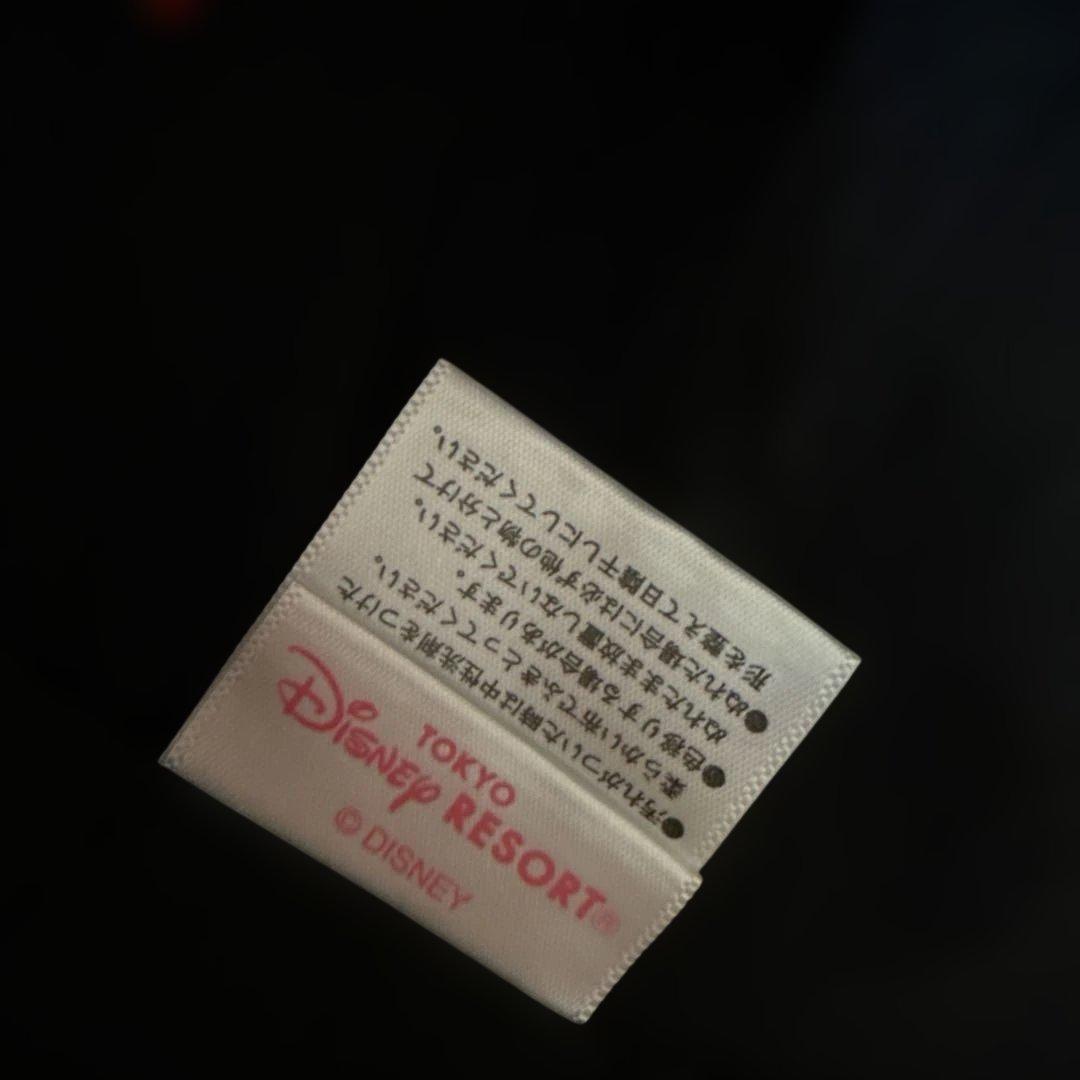 ●汚れがついた時は中性洗剤をつけた
柔らかい布でふきとってください。
●色移りする場合があります。
ぬれたまま放置しないでください。
●ぬれた場合には必ず他の物と分けて
形を整えて日陰干しにしてください。
TOKYO
Disney RESORT®
© DISNEY